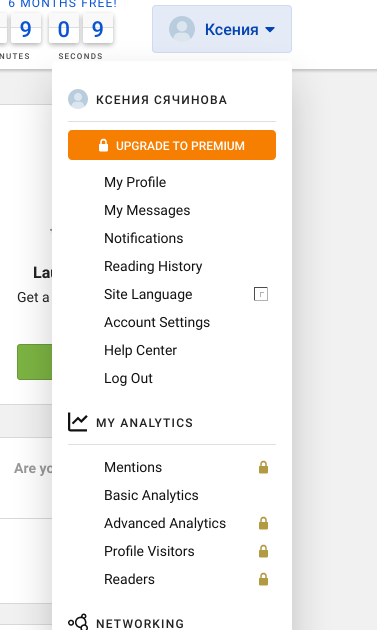 6 MONTHS FREE!
9 0 9
NUTES SECONDS
Ксения
КСЕНИЯ СЯЧИНОВА
UPGRADE TO PREMIUM
My Profile
My Messages
Notifications
Reading History
Lau
Site Language
Get a
Account Settings
Help Center
Log Out
MY ANALYTICS
Mentions
Are yo
Basic Analytics
Advanced Analytics
Profile Visitors
Readers
NETWORKING